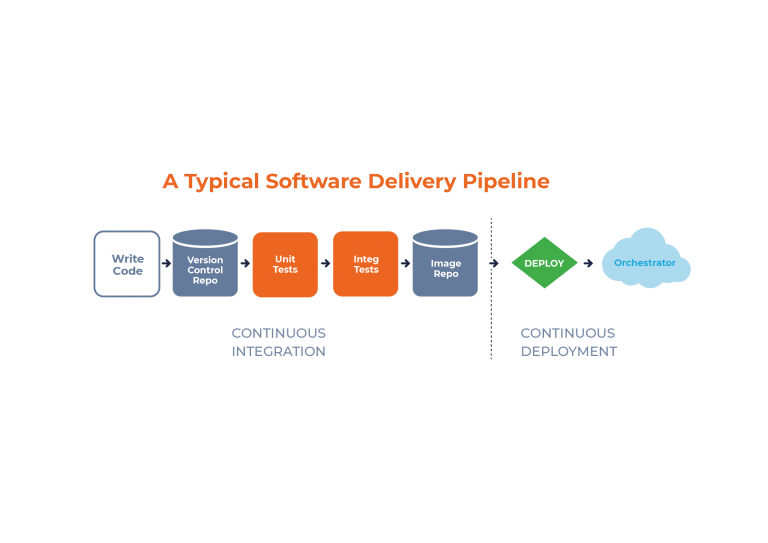 A Typical Software Delivery Pipeline
Write
Code
Version
Control
Repo
Unit
Tests
Integ
Tests
Image
Repo
DEPLOY
Orchestrator
CONTINUOUS
INTEGRATION
CONTINUOUS
DEPLOYMENT